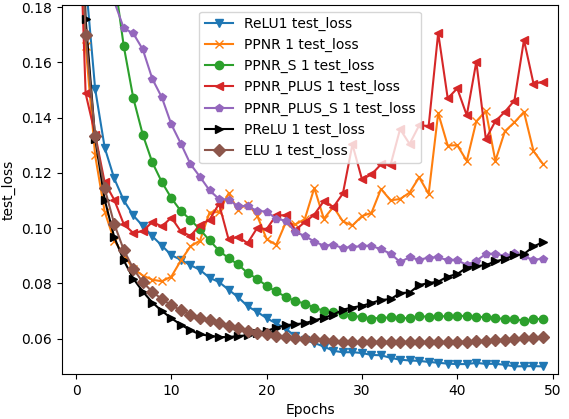 0.18
0.16
0.14
0.12
0.10
0.08
0.06
test_loss
ReLU1 test_loss
PPNR 1 test_loss
PPNR_S 1 test_loss
PPNR_PLUS 1 test_loss
PPNR_PLUS_S 1 test_loss
PReLU 1 test_loss
ELU 1 test_loss
0 10 20 30 40 50
Epochs